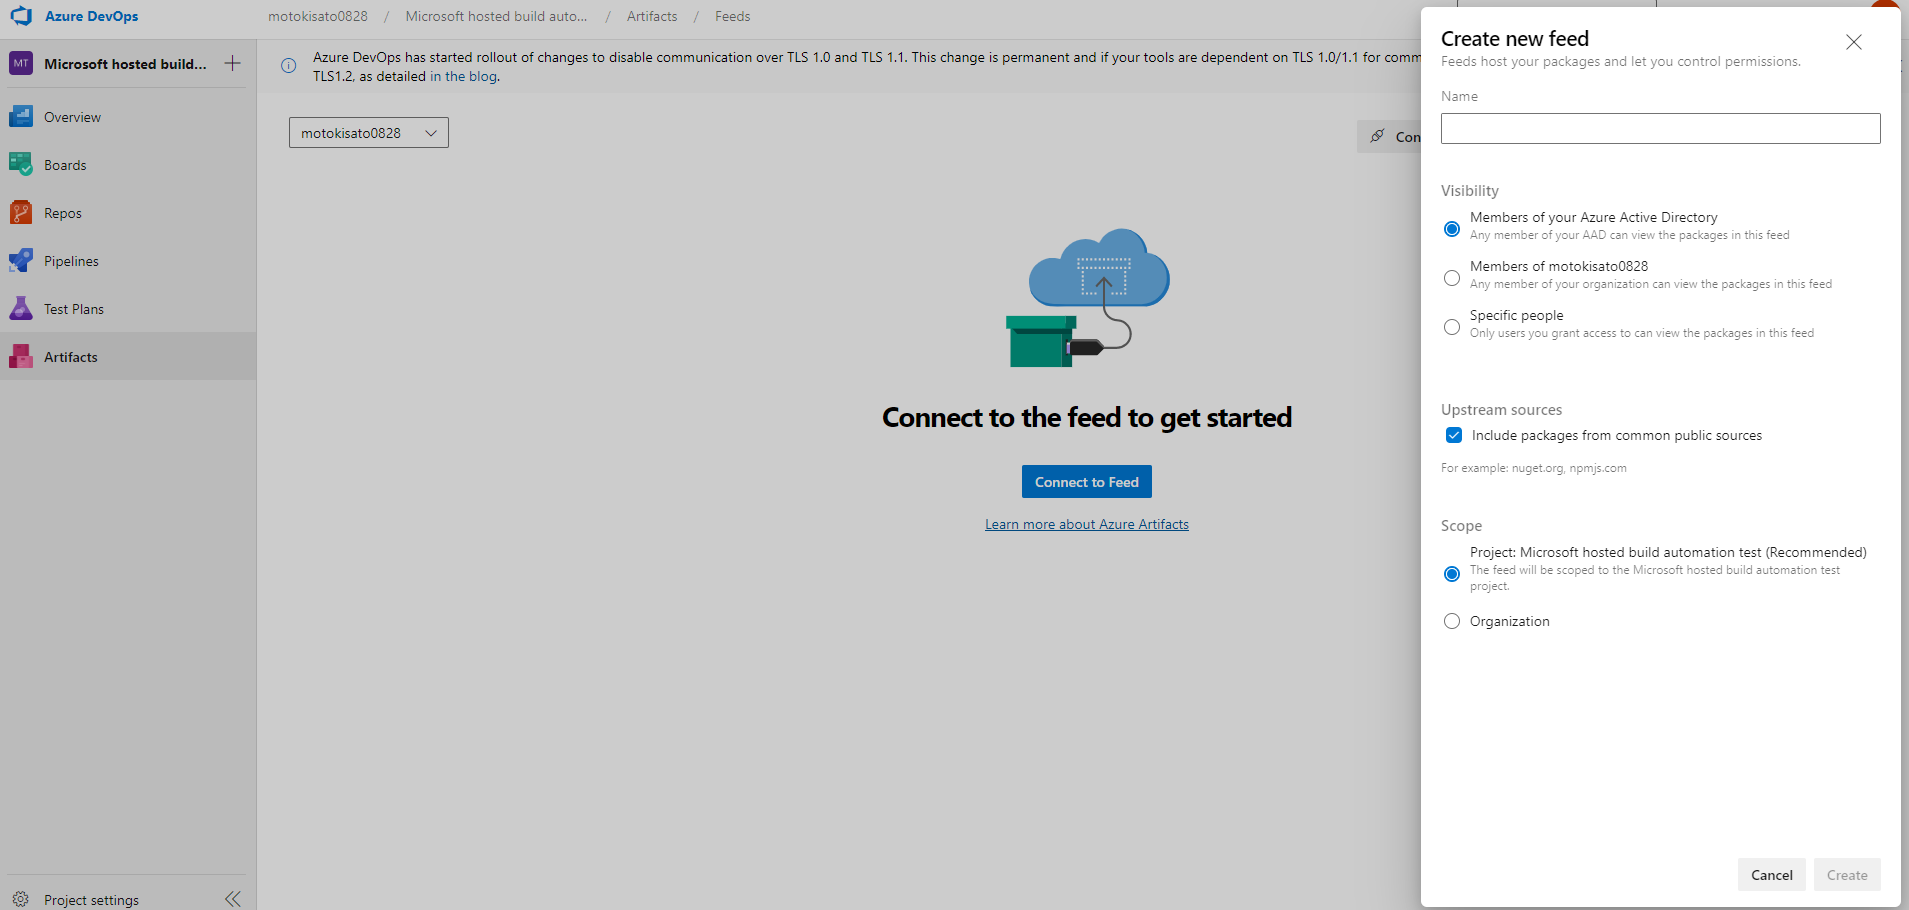 Azure DevOps
motokisato0828 / Microsoft hosted build auto... / Artifacts / Feeds
MT Microsoft hosted build...
Overview
Boards
Repos
Pipelines
Test Plans
Artifacts
Project settings
Azure DevOps has started rollout of changes to disable communication over TLS 1.0 and TLS 1.1. This change is permanent and if your tools are dependent on TLS 1.0/1.1 for comm
TLS1.2, as detailed in the blog.
motokisato0828
Con
Connect to the feed to get started
Connect to Feed
Learn more about Azure Artifacts
Create new feed
Feeds host your packages and let you control permissions.
Name
Visibility
Members of your Azure Active Directory
Any member of your AAD can view the packages in this feed
Members of motokisato0828
Any member of your organization can view the packages in this feed
Specific people
Only users you grant access to can view the packages in this feed
Upstream sources
Include packages from common public sources
For example: nuget.org, npmjs.com
Scope
Project: Microsoft hosted build automation test (Recommended)
The feed will be scoped to the Microsoft hosted build automation test
project.
Organization
Cancel
Create